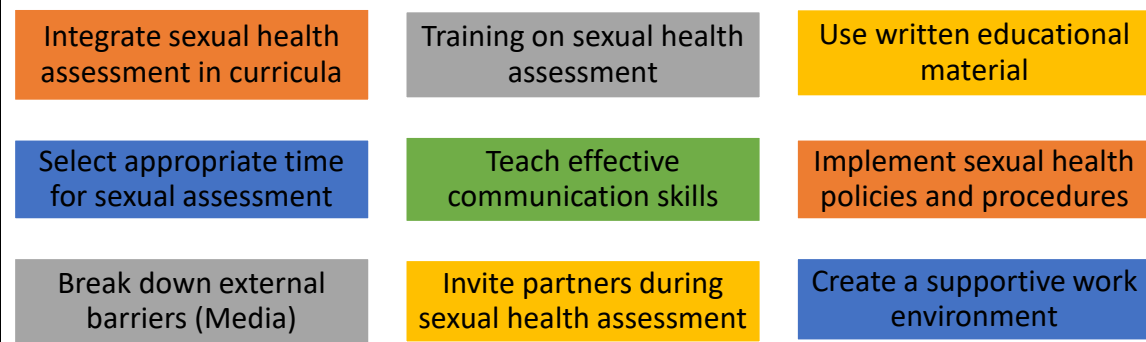 Integrate sexual health
assessment in curricula
Training on sexual health
assessment
Use written educational
material
Select appropriate time
for sexual assessment
Teach effective
communication skills
Implement sexual health
policies and procedures
Break down external
barriers (Media)
Invite partners during
sexual health assessment
Create a supportive work
environment